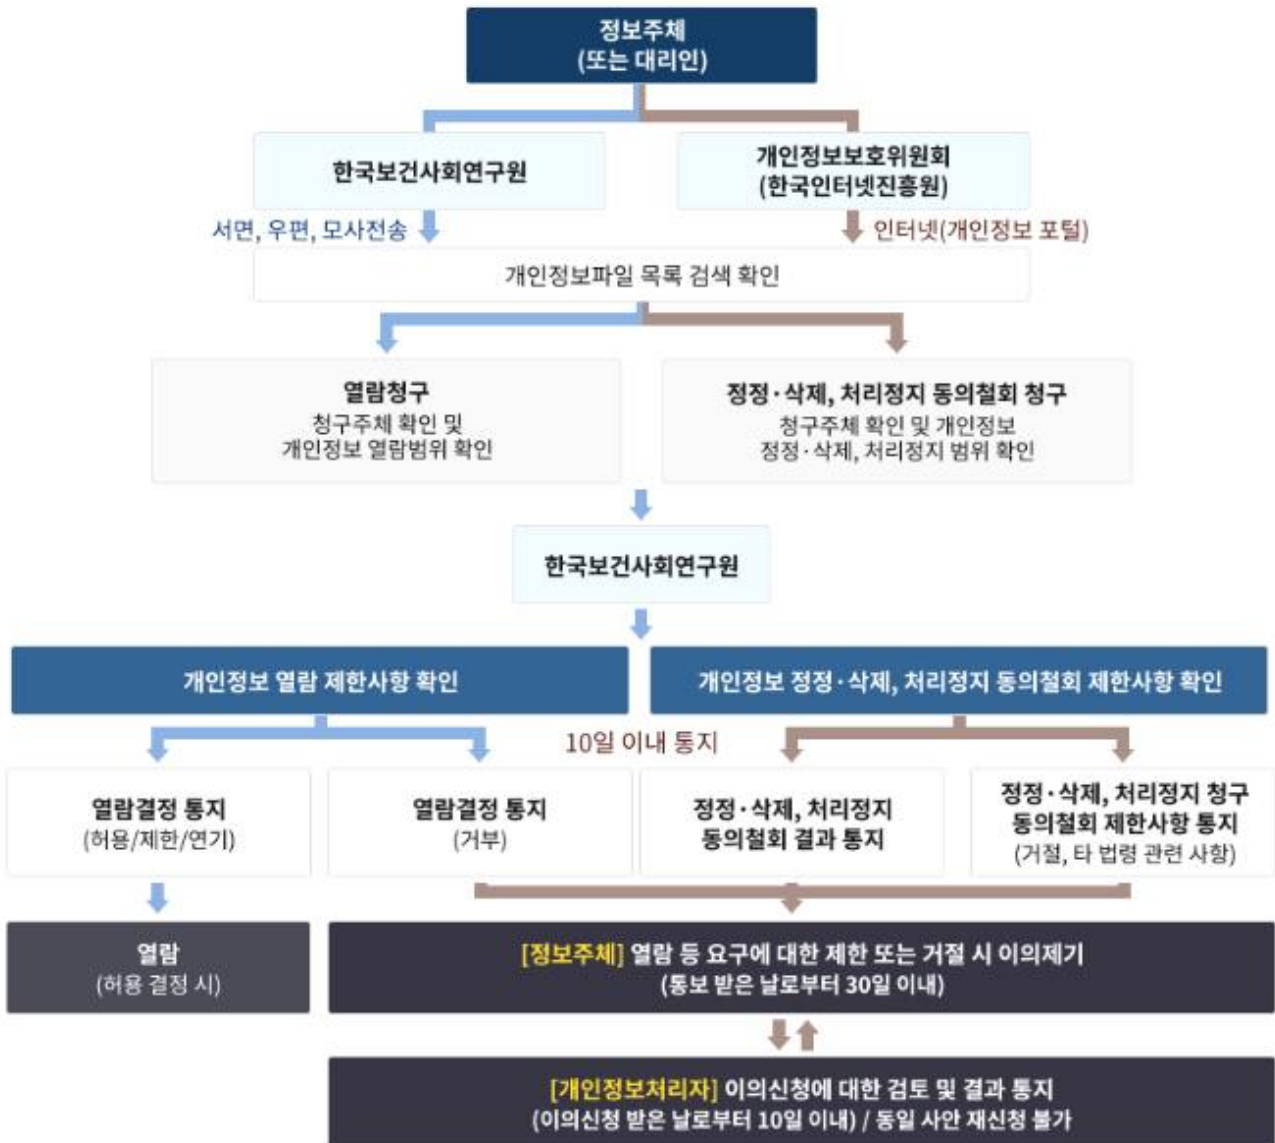 정보주체
(또는 대리인)
한국보건사회연구원
개인정보보호위원회
(한국인터넷진흥원)
서면, 우편, 모사전송
인터넷(개인정보 포털)
개인정보파일 목록 검색 확인
열람청구
청구주체 확인 및
개인정보 열람범위 확인
정정·삭제, 처리정지 동의철회 청구
청구주체 확인 및 개인정보
정정·삭제, 처리정지 범위 확인
한국보건사회연구원
개인정보 열람 제한사항 확인
개인정보 정정·삭제, 처리정지 동의철회 제한사항 확인
10일 이내 통지
열람결정 통지
(허용/제한/연기)
열람결정 통지
(거부)
정정·삭제, 처리정지
동의철회 결과 통지
정정·삭제, 처리정지 청구
동의철회 제한사항 통지
(거절, 타 법령 관련 사항)
열람
(허용 결정 시)
[정보주체] 열람 등 요구에 대한 제한 또는 거절 시 이의제기
(통보 받은 날로부터 30일 이내)
[개인정보처리자] 이의신청에 대한 검토 및 결과 통지
(이의신청 받은 날로부터 10일 이내) / 동일 사안 재신청 불가